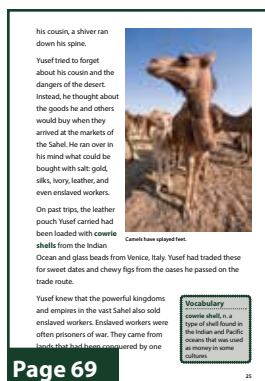 his cousin, a shiver ran
down his spine.
Yusef tried to forget
about his cousin and the
dangers of the desert.
Instead, he thought about
the goods he and others
would buy when they
arrived at the markets of
the Sahel. He ran over in
his mind what could be
bought with salt: gold,
silks, ivory, leather, and
even enslaved workers.
On past trips, the leather
pouch Yusef carried had
been loaded with cowrie
shells from the Indian
Camels have splayed feet.
Ocean and glass beads from Venice, Italy. Yusef had traded these
for sweet dates and chewy figs from the oases he passed on the
trade route.
Yusef knew that the powerful kingdoms
and empires in the vast Sahel also sold
enslaved workers. Enslaved workers were
often prisoners of war. They came from
lands that had been conquered by one
Vocabulary
cowrie shell, n. a
type of shell found in
the Indian and Pacific
oceans that was used
as money in some
cultures
Page 69
25